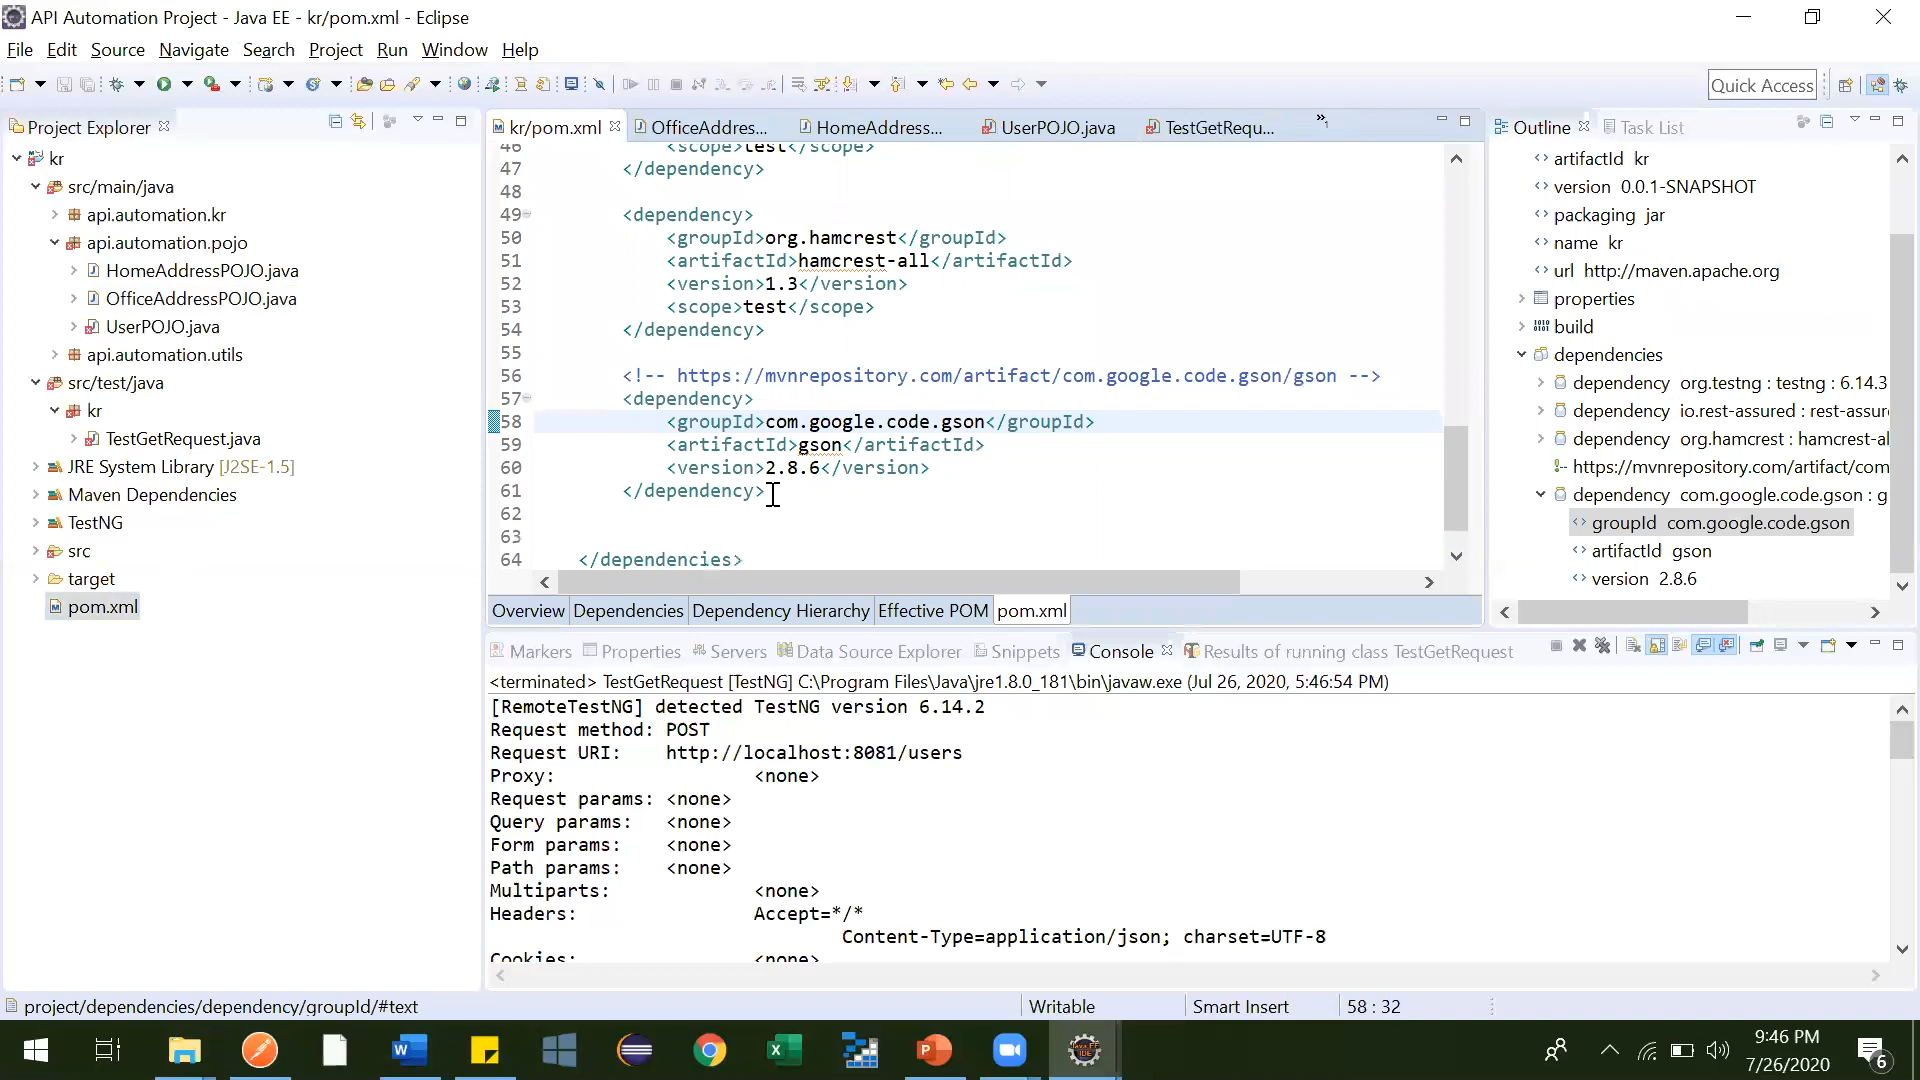 API Automation Project - Java EE - kr/pom.xml - Eclipse
File Edit Source Navigate Search Project Run Window Help
Quick Access
Project Explorer
kr
src/main/java
api.automation.kr
api.automation.pojo
HomeAddressPOJO.java
OfficeAddressPOJO.java
UserPOJO.java
api.automation.utils
src/test/java
kr
TestGetRequest.java
JRE System Library [J2SE-1.5]
Maven Dependencies
TestNG
src
target
pom.xml
kr/pom.xml OfficeAddres... HomeAddress... UserPOJO.java TestGetRequ... 
46 <scope>test</scope>
47 </dependency>
48
49 <dependency>
50 <groupId>org.hamcrest</groupId>
51 <artifactId>hamcrest-all</artifactId>
52 <version>1.3</version>
53 <scope>test</scope>
54 </dependency>
55
56 <!-- https://mvnrepository.com/artifact/com.google.code.gson/gson -->
57 <dependency>
58 <groupId>com.google.code.gson</groupId>
59 <artifactId>gson</artifactId>
60 <version>2.8.6</version>
61 </dependency>
62
63
64 </dependencies>
Overview Dependencies Dependency Hierarchy Effective POM pom.xml
Outline Task List
artifactId kr
version 0.0.1-SNAPSHOT
packaging jar
name kr
url http://maven.apache.org
properties
build
dependencies
dependency org.testng : testng : 6.14.3
dependency io.rest-assured : rest-assure
dependency org.hamcrest : hamcrest-al
https://mvnrepository.com/artifact/com
dependency com.google.code.gson : g
groupId com.google.code.gson
artifactId gson
version 2.8.6
Markers Properties Servers Data Source Explorer Snippets Console Results of running class TestGetRequest
<terminated> TestGetRequest [TestNG] C:\Program Files\Java\jre1.8.0_181\bin\javaw.exe (Jul 26, 2020, 5:46:54 PM)
[RemoteTestNG] detected TestNG version 6.14.2
Request method: POST
Request URI: http://localhost:8081/users
Proxy: <none>
Request params: <none>
Query params: <none>
Form params: <none>
Path params: <none>
Multiparts: <none>
Headers: Accept=*/*
Content-Type=application/json; charset=UTF-8
Cookies: <none>
project/dependencies/dependency/groupId/#text Writable Smart Insert 58 : 32
9:46 PM
7/26/2020
6